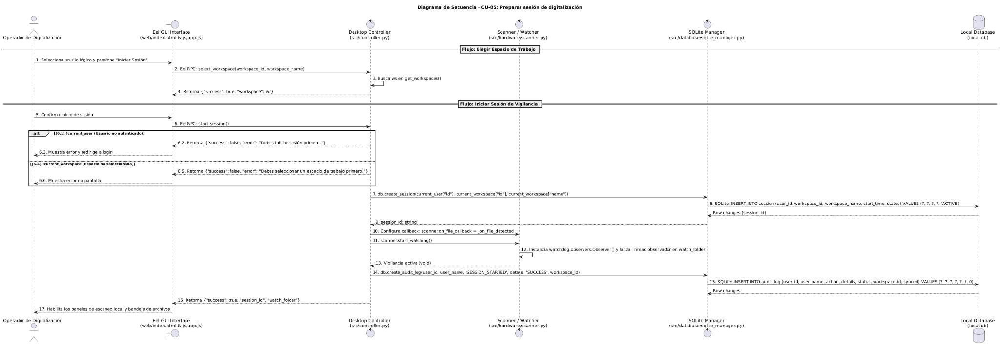 Diagrama de Secuencia - CU-05: Preparar sesión de digitalización
Operador de Digitalización
Eel GUI Interface
(web/index.html & js/app.js)
Desktop Controller
(src/controller.py)
Scanner / Watcher
(src/hardware/scanner.py)
SQLite Manager
(src/database/sqlite_manager.py)
Local Database
(local.db)
Flujo: Elegir Espacio de Trabajo
1. Selecciona un silo lógico y presiona "Iniciar Sesión"
2. Eel RPC: select_workspace(workspace_id, workspace_name)
3. Busca ws en get_workspaces()
4. Retorna {"success": true, "workspace": ws}
Flujo: Iniciar Sesión de Vigilancia
5. Confirma inicio de sesión
6. Eel RPC: start_session()
alt [[6.1] !current_user (Usuario no autenticado)]
6.2. Retorna {"success": false, "error": "Debes iniciar sesión primero."}
6.3. Muestra error y redirige a login
[[6.4] !current_workspace (Espacio no seleccionado)]
6.5. Retorna {"success": false, "error": "Debes seleccionar un espacio de trabajo primero."}
6.6. Muestra error en pantalla
7. db.create_session(current_user["id"], current_workspace["id"], current_workspace["name"])
8. SQLite: INSERT INTO session (user_id, workspace_id, workspace_name, start_time, status) VALUES (?, ?, ?, ?, 'ACTIVE')
Row changes (session_id)
9. session_id: string
10. Configura callback: scanner.on_file_callback = _on_file_detected
11. scanner.start_watching()
12. Instancia watchdog.observers.Observer() y lanza Thread observador en watch_folder
13. Vigilancia activa (void)
14. db.create_audit_log(user_id, user_name, 'SESSION_STARTED', details, 'SUCCESS', workspace_id)
15. SQLite: INSERT INTO audit_log (user_id, user_name, action, details, status, workspace_id, synced) VALUES (?, ?, ?, ?, ?, ?, 0)
Row changes
16. Retorna {"success": true, "session_id", "watch_folder"}
17. Habilita los paneles de escaneo local y bandeja de archivos
Operador de Digitalización
Eel GUI Interface
(web/index.html & js/app.js)
Desktop Controller
(src/controller.py)
Scanner / Watcher
(src/hardware/scanner.py)
SQLite Manager
(src/database/sqlite_manager.py)
Local Database
(local.db)